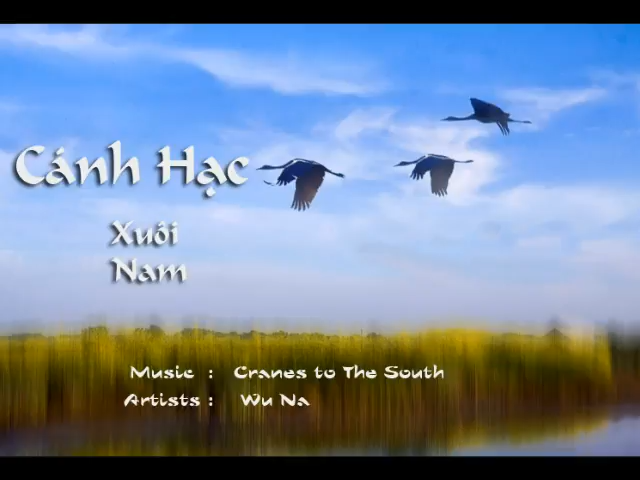 Cánh Hạc
Xuôi
Nam
Music : Cranes to The South
Artists : Wu Na